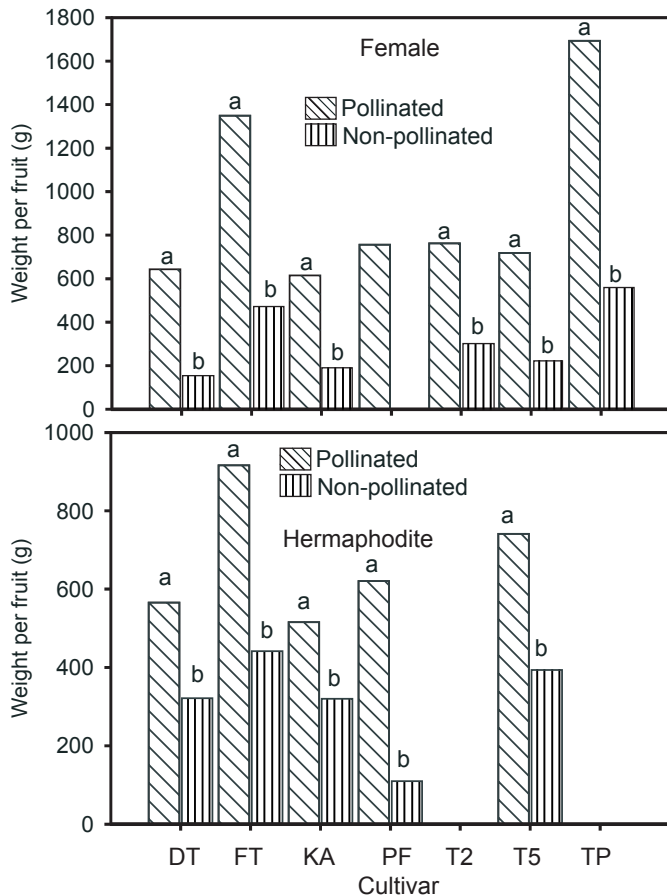 1800
1600
1400
1200
1000
800
600
400
200
0
Weight per fruit (g)
Female
Pollinated
Non-pollinated
a b a b a b a b a b a b
1000
800
600
400
200
0
Weight per fruit (g)
Pollinated
Non-pollinated
Hermaphodite
a b a b a b a b a b
DT FT KA PF T2 T5 TP
Cultivar